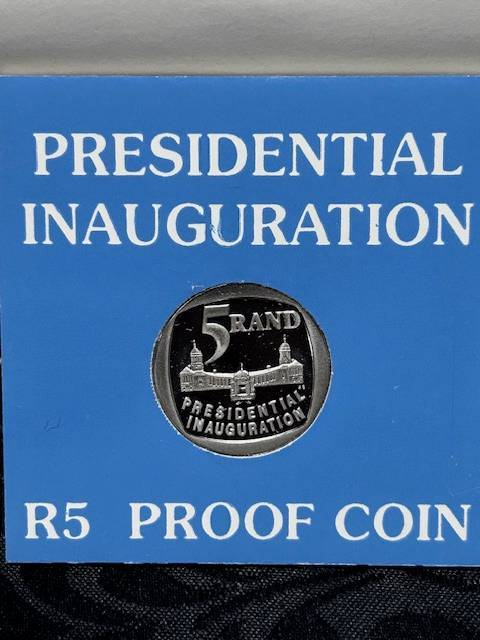 PRESIDENTIAL
INAUGURATION
5 RAND
PRESIDENTIAL
INAUGURATION
R5 PROOF COIN